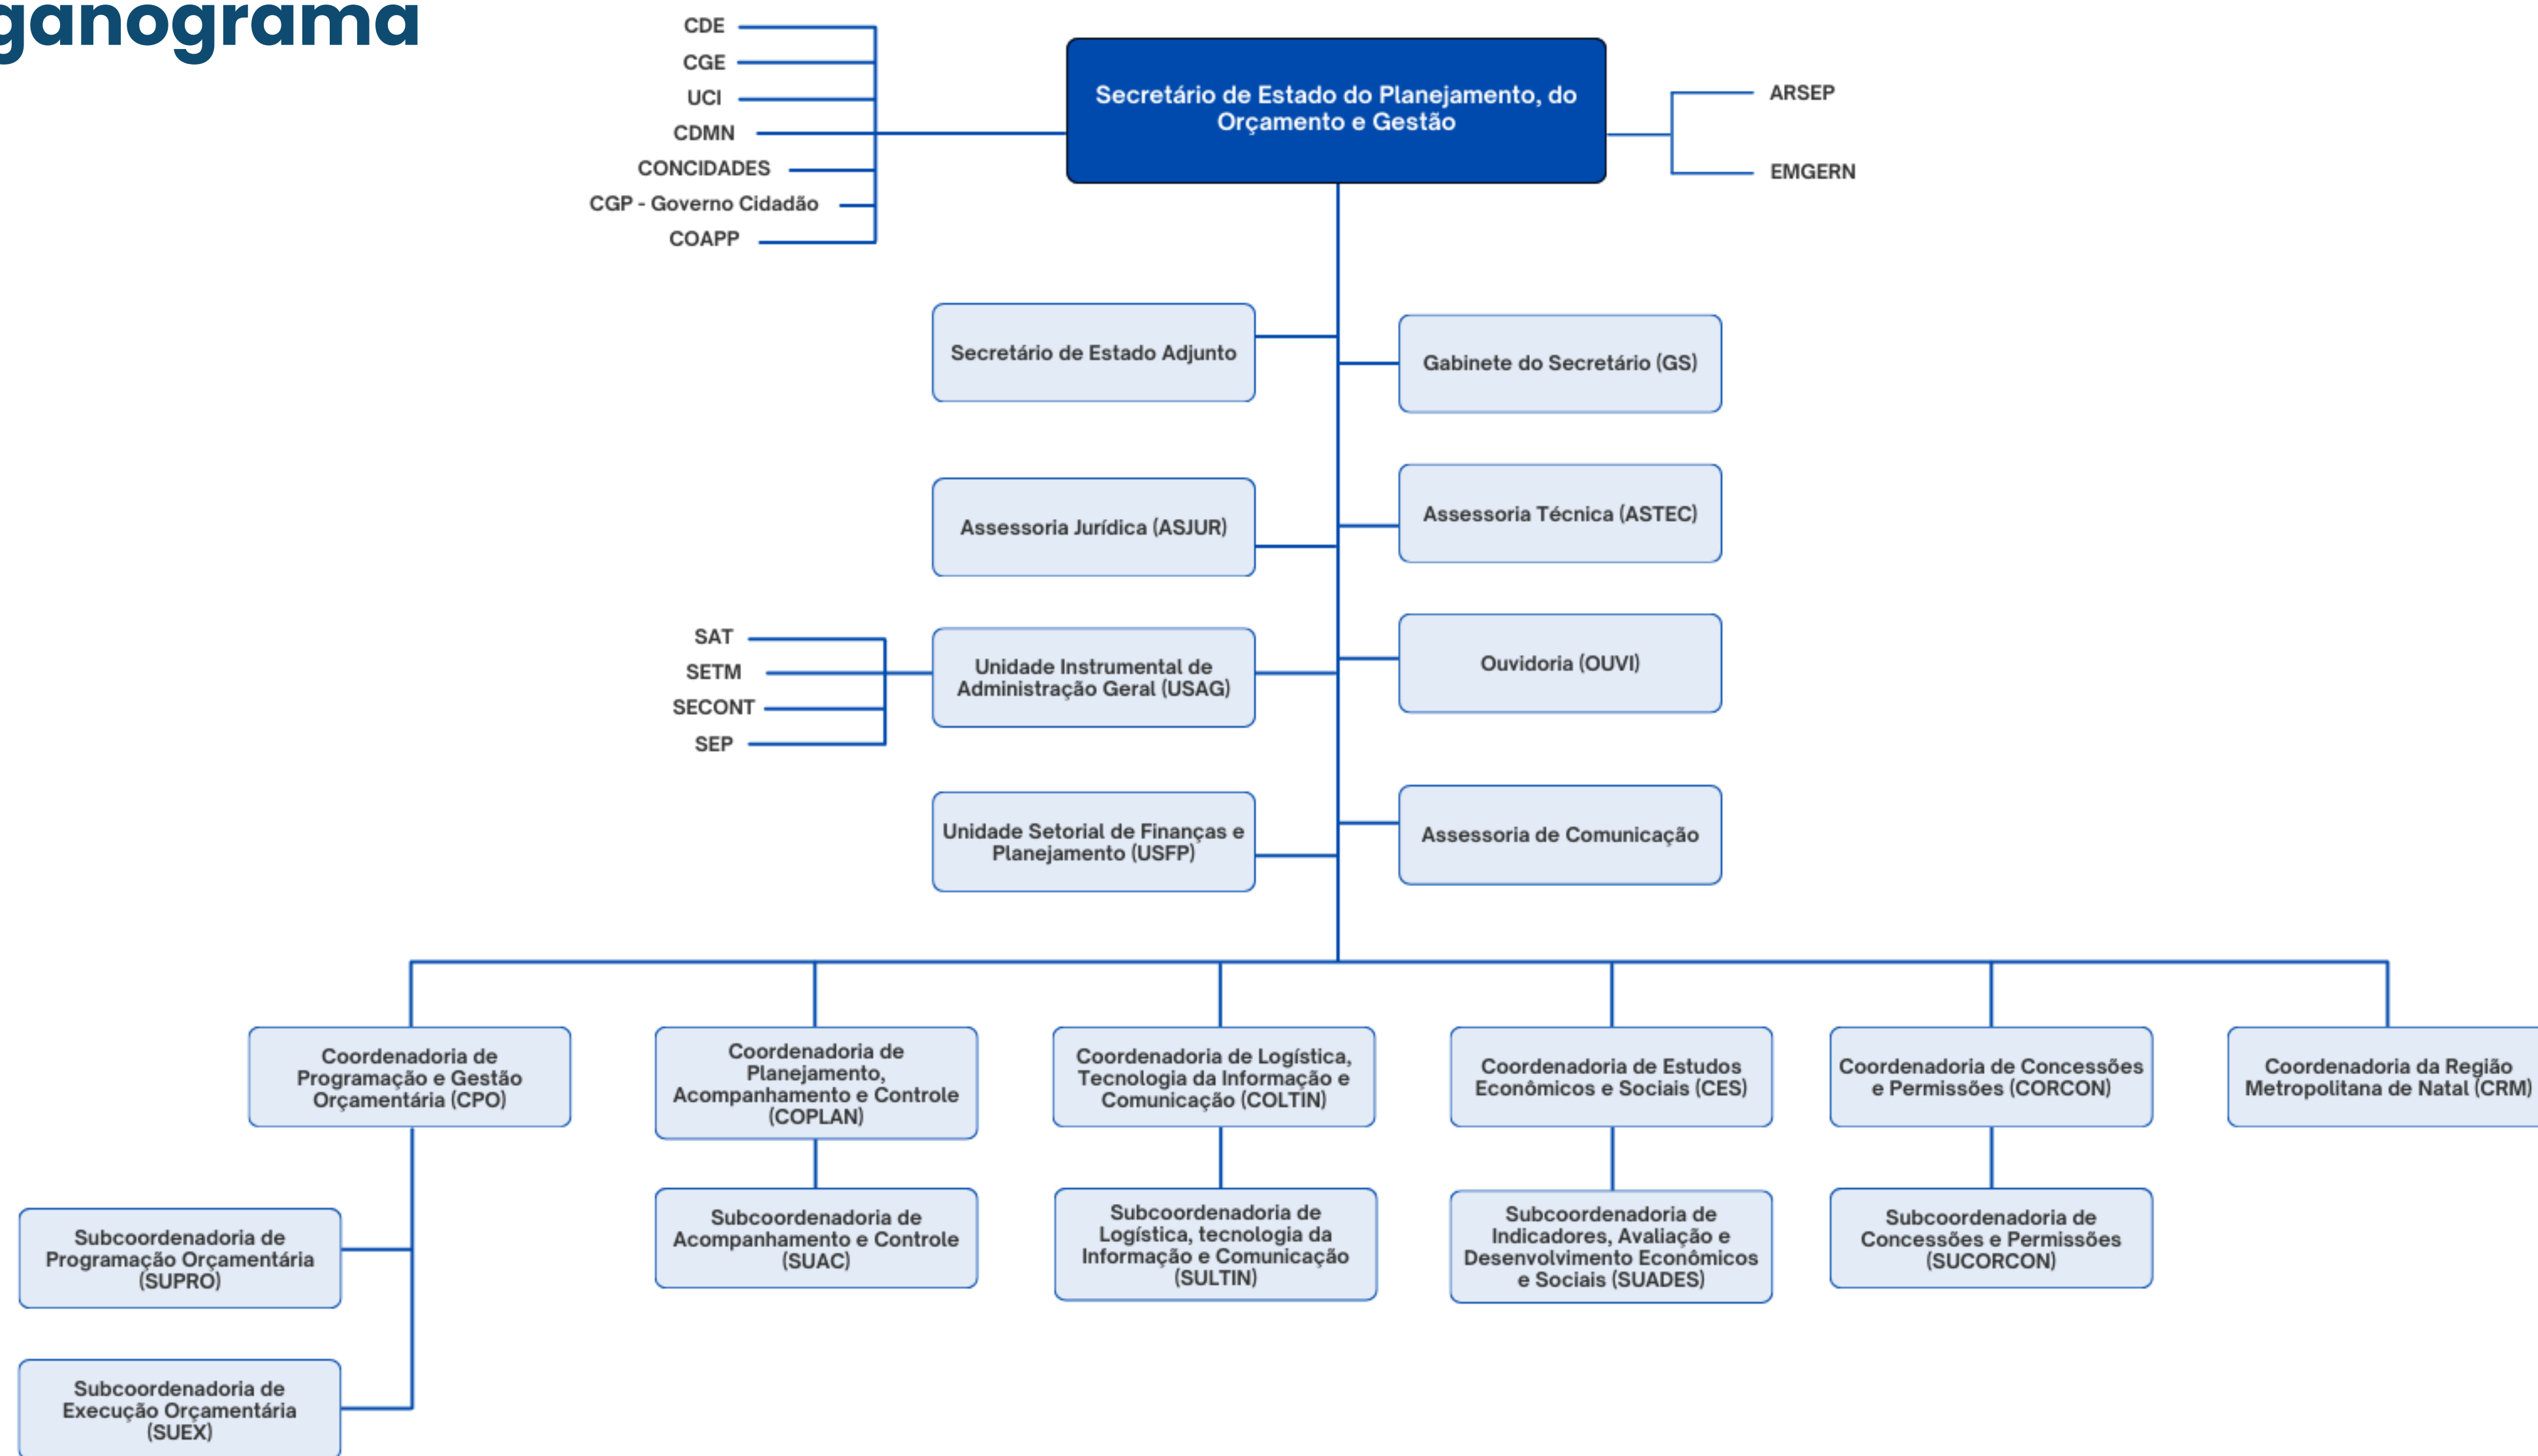 ganograma
CDE
CGE
UCI
CDMN
CONCIDADES
CGP - Governo Cidadão
COAPP
Secretário de Estado do Planejamento, do
Orçamento e Gestão
ARSEP
EMGERN
Secretário de Estado Adjunto
Gabinete do Secretário (GS)
Assessoria Jurídica (ASJUR)
Assessoria Técnica (ASTEC)
SAT
SETM
SECONT
SEP
Unidade Instrumental de
Administração Geral (USAG)
Ouvidoria (OUVI)
Unidade Setorial de Finanças e
Planejamento (USFP)
Assessoria de Comunicação
Coordenadoria de
Programação e Gestão
Orçamentária (CPO)
Coordenadoria de
Planejamento,
Acompanhamento e Controle
(COPLAN)
Coordenadoria de Logística,
Tecnologia da Informação e
Comunicação (COLTIN)
Coordenadoria de Estudos
Econômicos e Sociais (CES)
Coordenadoria de Concessões
e Permissões (CORCON)
Coordenadoria da Região
Metropolitana de Natal (CRM)
Subcoordenadoria de
Programação Orçamentária
(SUPRO)
Subcoordenadoria de
Acompanhamento e Controle
(SUAC)
Subcoordenadoria de
Logística, tecnologia da
Informação e Comunicação
(SULTIN)
Subcoordenadoria de
Indicadores, Avaliação e
Desenvolvimento Econômicos
e Sociais (SUADES)
Subcoordenadoria de
Concessões e Permissões
(SUCORCON)
Subcoordenadoria de
Execução Orçamentária
(SUEX)